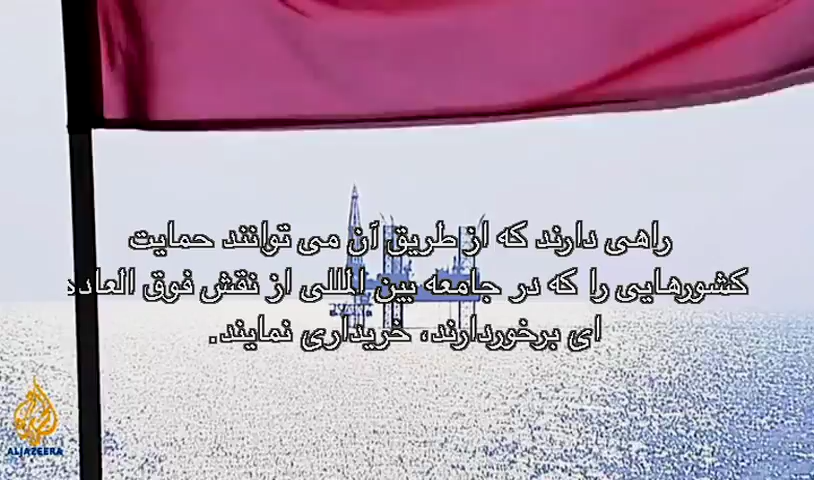 راهی دارند که از طریق آن می توانند حمایت
کشورهایی را که در جامعه بین المللی از نقش فوق العاده
ای برخوردارند، خریداری نمایند.
ALJAZEERA